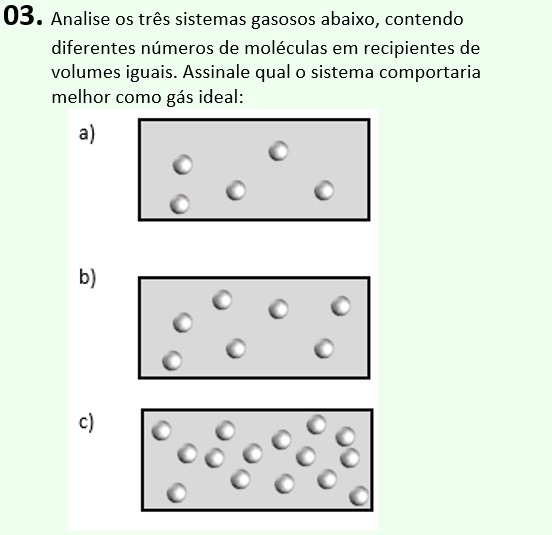 03. Analise os três sistemas gasosos abaixo, contendo
diferentes números de moléculas em recipientes de
volumes iguais. Assinale qual o sistema comportaria
melhor como gás ideal:
a)
b)
c)